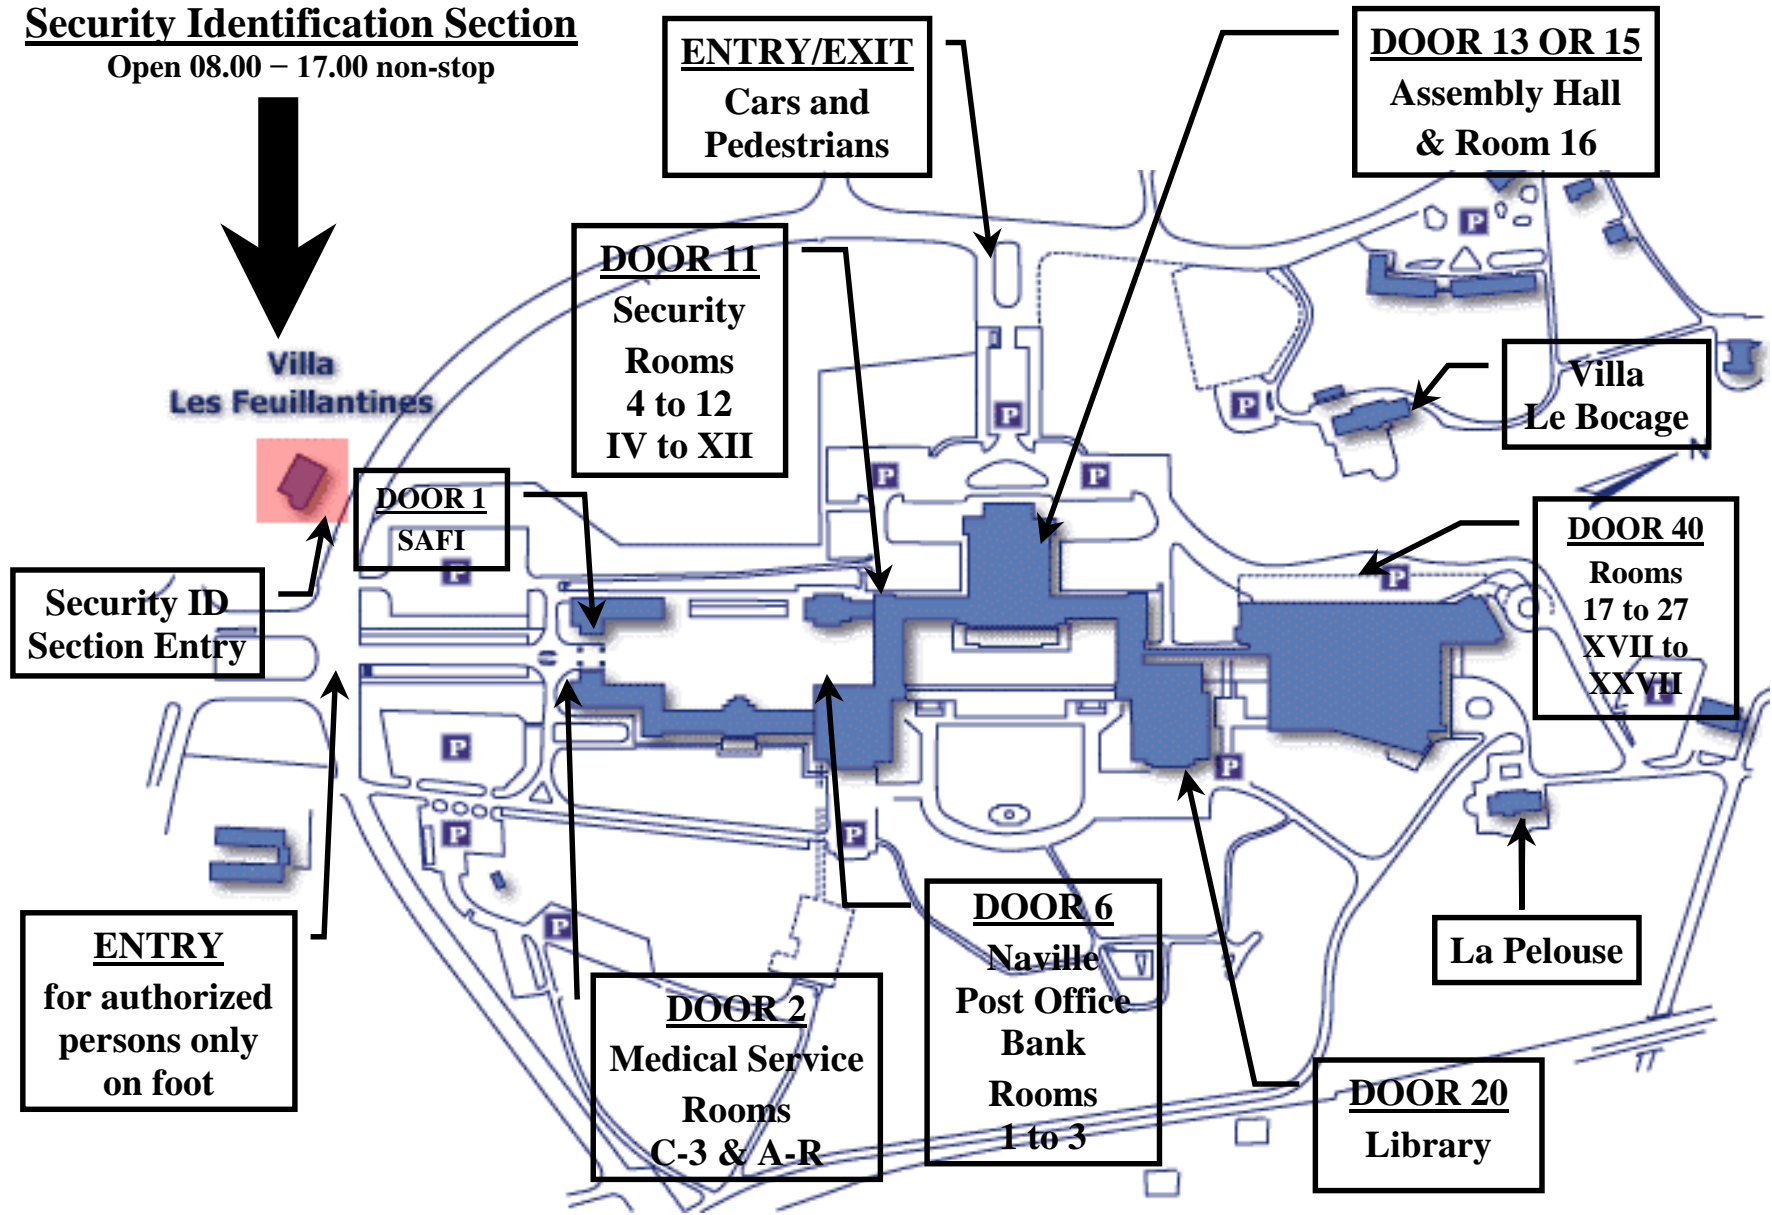 Security Identification Section
Open 08.00 – 17.00 non-stop
ENTRY/EXIT
Cars and
Pedestrians
DOOR 13 OR 15
Assembly Hall
& Room 16
P
DOOR 11
Security
Rooms
4 to 12
IV to XII
Villa
Les Feuillantines
Villa
Le Bocage
P
P
N
P
P
DOOR 1
SAFI
DOOR 40
Rooms
17 to 27
XVII to
XXVII
P
P
Security ID
Section Entry
P
P
P
P
P
P
ENTRY
for authorized
persons only
on foot
DOOR 2
Medical Service
Rooms
C-3 & A-R
DOOR 6
Naville
Post Office
Bank
Rooms
1 to 3
La Pelouse
DOOR 20
Library